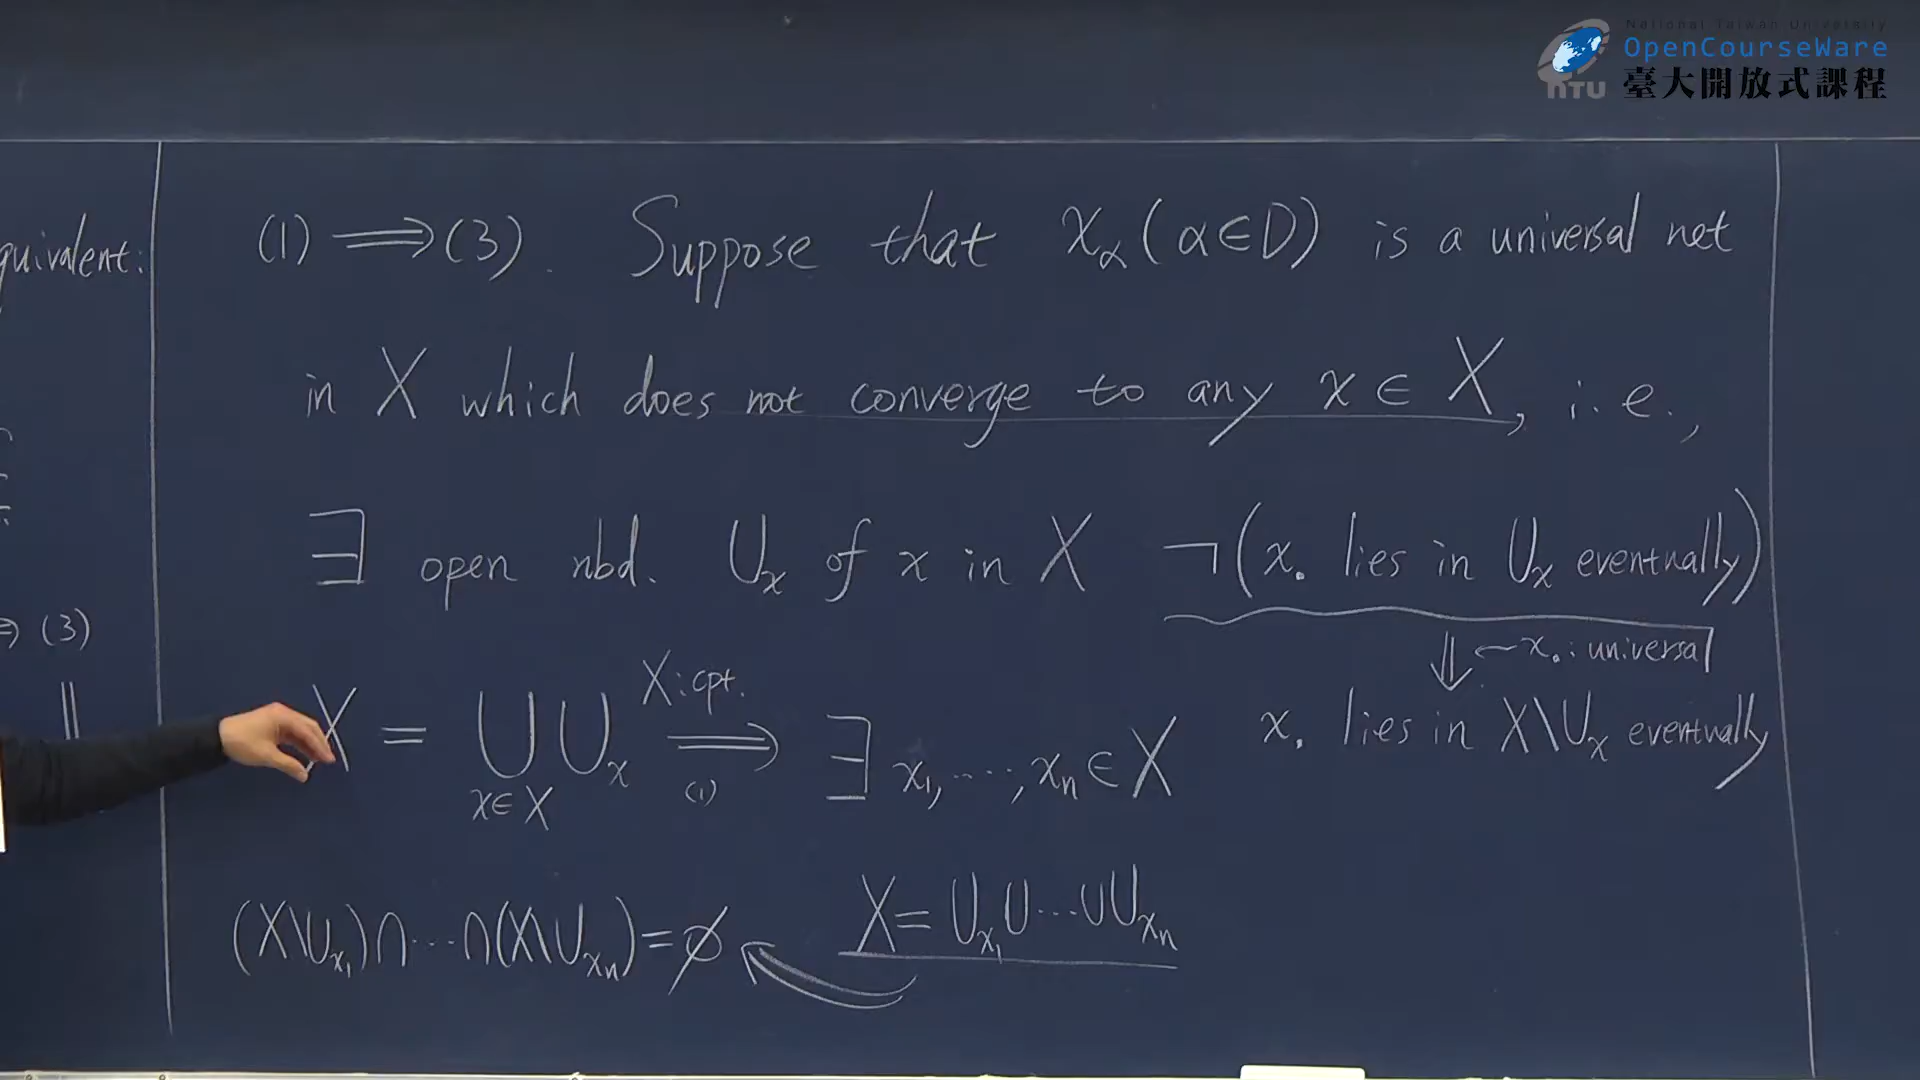 National Taiwan University
OpenCourseWare
NTU 臺大開放式課程
quivalent:
⇒ (3)
(1) ⟹ (3). Suppose that x_α (α∈D) is a universal net
in X which does not converge to any x ∈ X, i.e.,
∃ open nbd. U_x of x in X ¬(x. lies in U_x eventually)
⇓ ← x.: universal
x. lies in X\U_x eventually
X = ⋃_{x∈X} U_x ⟹ ∃ x_1, ..., x_n ∈ X
X: cpt.
(1)
X = U_{x_1} ∪ ... ∪ U_{x_n}
(X\U_{x_1}) ∩ ... ∩ (X\U_{x_n}) = ∅